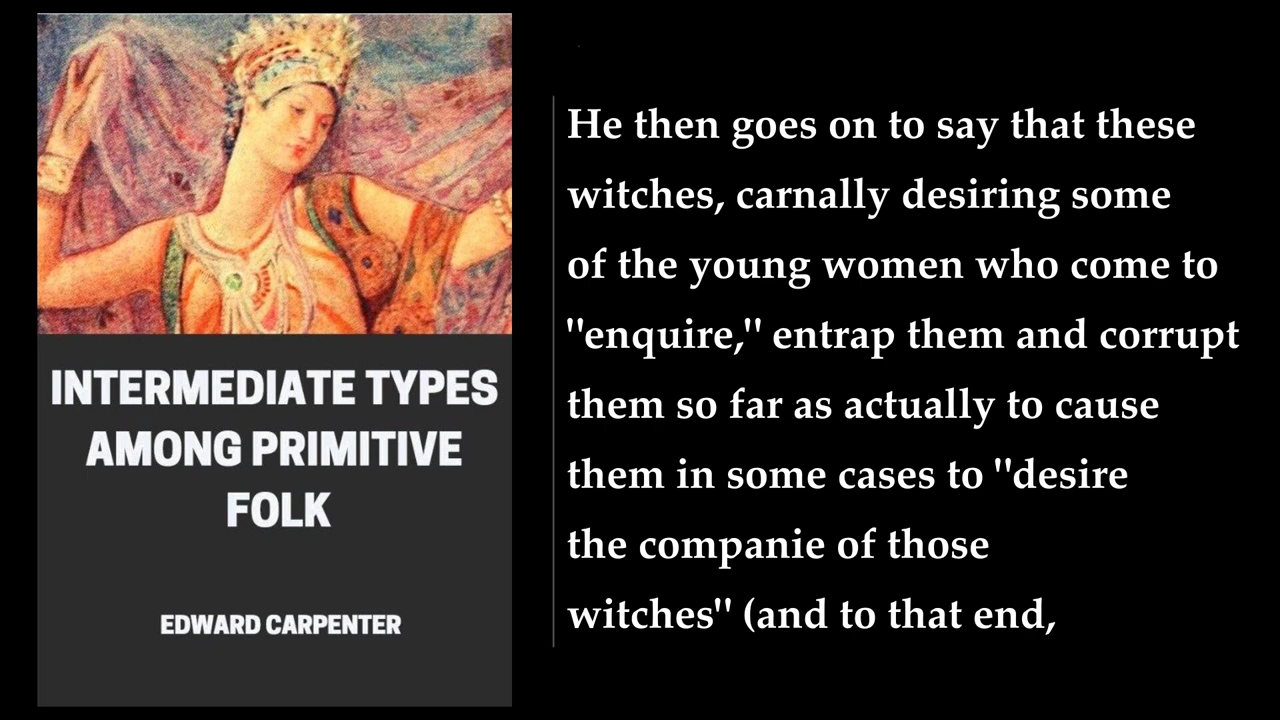 INTERMEDIATE TYPES
AMONG PRIMITIVE
FOLK
EDWARD CARPENTER
He then goes on to say that these
witches, carnally desiring some
of the young women who come to
"enquire," entrap them and corrupt
them so far as actually to cause
them in some cases to "desire
the companie of those
witches" (and to that end,